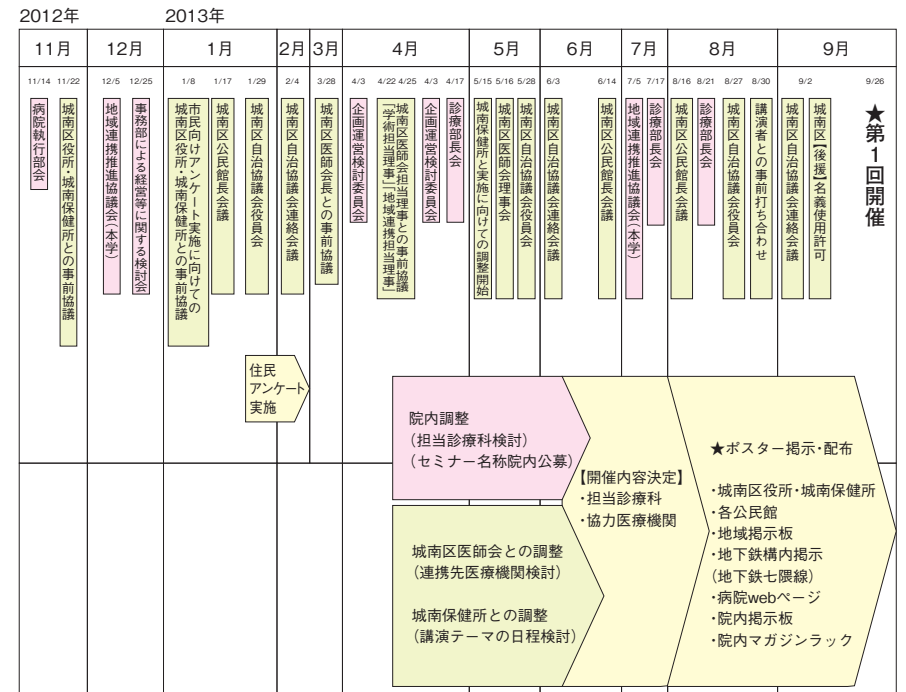 2012年 2013年
11月 12月 1月 2月 3月 4月 5月 6月 7月 8月 9月
11/14 11/22 12/5 12/25 1/8 1/17 1/29 2/4 3/28 4/3 4/22 4/25 4/3 4/17 5/15 5/16 5/28 6/3 6/14 7/5 7/17 8/16 8/21 8/27 8/30 9/2 9/26
病院執行部会
城南区役所・城南保健所との事前協議
地域連携推進協議会(本学)
事務部による経営等に関する検討会
市民向けアンケート実施に向けての
城南区役所・城南保健所との事前協議
城南区公民館長会議
城南区自治協議会役員会
城南区自治協議会連絡会議
城南区医師会長との事前協議
企画運営検討委員会
城南区医師会担当理事との事前協議
「学術担当理事」「地域連携担当理事」
企画運営検討委員会
診療部長会
城南保健所と実施に向けての調整開始
城南区医師会理事会
城南区自治協議会役員会
城南区自治協議会連絡会議
城南区公民館長会議
地域連携推進協議会(本学)
診療部長会
城南区公民館長会議
診療部長会
城南区自治協議会役員会
講演者との事前打ち合わせ
城南区自治協議会連絡会議
城南区【後援】名義使用許可
★第1回開催
住民
アンケート
実施
院内調整
(担当診療科検討)
(セミナー名称院内公募)
城南区医師会との調整
(連携先医療機関検討)
城南保健所との調整
(講演テーマの日程検討)
【開催内容決定】
・担当診療科
・協力医療機関
★ポスター掲示・配布
・城南区役所・城南保健所
・各公民館
・地域掲示板
・地下鉄構内掲示
(地下鉄七隈線)
・病院webページ
・院内掲示板
・院内マガジンラック